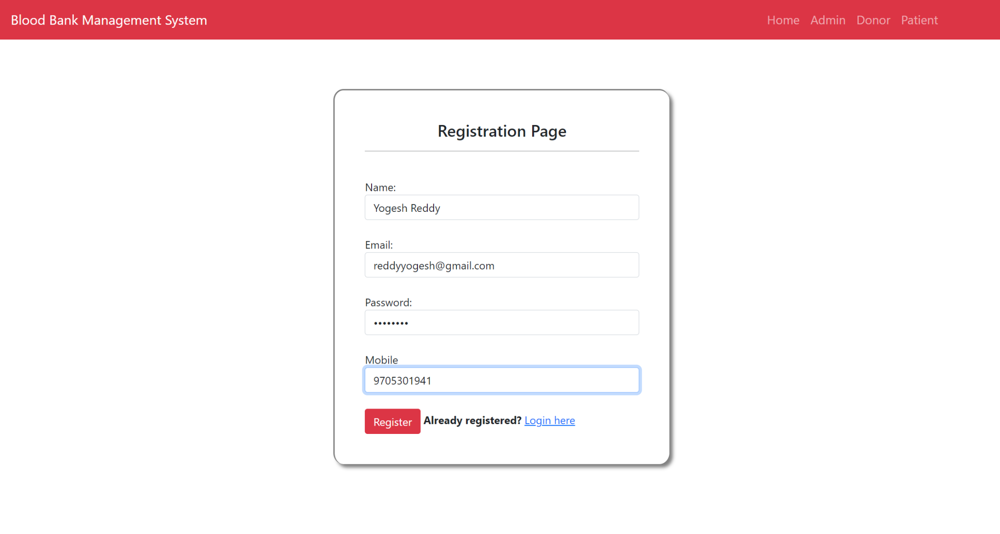 Blood Bank Management System
Home Admin Donor Patient
Registration Page
Name:
Yogesh Reddy
Email:
reddyyogesh@gmail.com
Password:
••••••••
Mobile
9705301941
Register Already registered? Login here